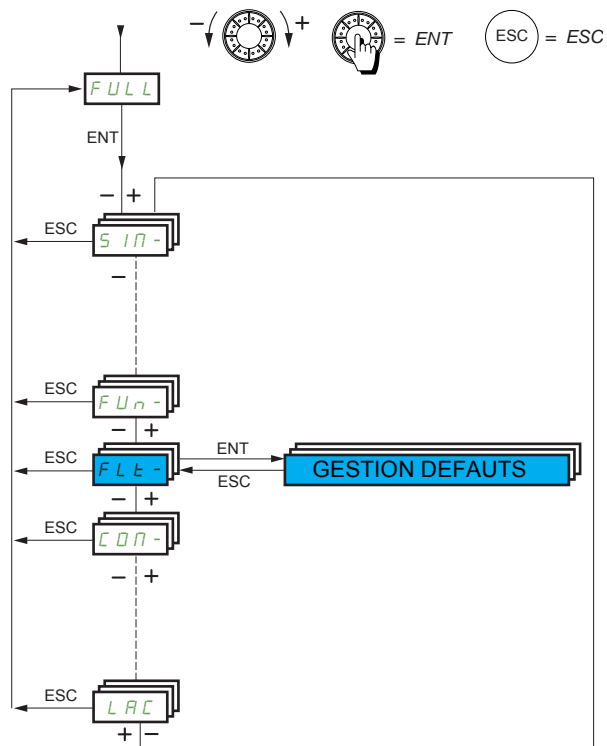 - + = ENT ESC = ESC
FULL
ENT
- +
ESC SIM-
-
ESC FUn-
- +
ESC FLt- ENT GESTION DEFAUTS
ESC
- +
ESC COM-
- +
ESC LAC
+ -